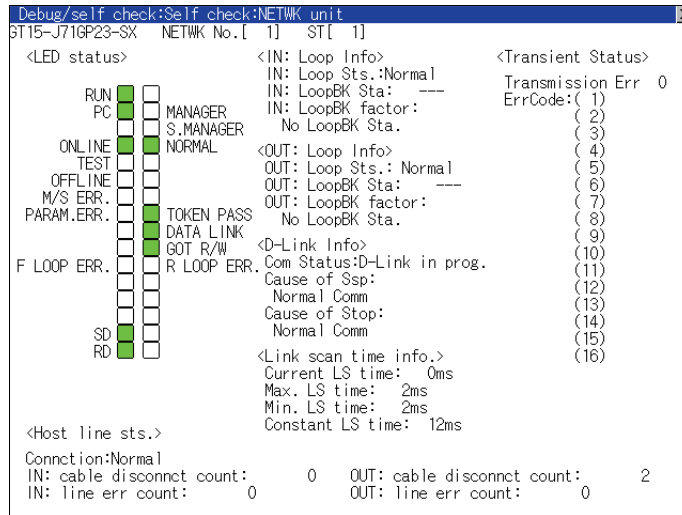 Debug/self check:Self check:NETWK unit
GT15-J71GP23-SX NETWK No.[ 1] ST[ 1]
<LED status>
RUN
PC MANAGER
S.MANAGER
ONLINE NORMAL
TEST
OFFLINE
M/S ERR.
PARAM.ERR. TOKEN PASS
DATA LINK
GOT R/W
F LOOP ERR. R LOOP ERR.
SD
RD
<IN: Loop Info>
IN: Loop Sts.:Normal
IN: LoopBK Sta: ---
IN: LoopBK factor:
No LoopBK Sta.
<OUT: Loop Info>
OUT: Loop Sts.: Normal
OUT: LoopBK Sta: ---
OUT: LoopBK factor:
No LoopBK Sta.
<D-Link Info>
Com Status:D-Link in prog.
Cause of Ssp:
Normal Comm
Cause of Stop:
Normal Comm
<Link scan time info.>
Current LS time: 0ms
Max. LS time: 2ms
Min. LS time: 2ms
Constant LS time: 12ms
<Transient Status>
Transmission Err 0
ErrCode:( 1)
( 2)
( 3)
( 4)
( 5)
( 6)
( 7)
( 8)
( 9)
(10)
(11)
(12)
(13)
(14)
(15)
(16)
<Host line sts.>
Connction:Normal
IN: cable disconnct count: 0 OUT: cable disconnct count: 2
IN: line err count: 0 OUT: line err count: 0